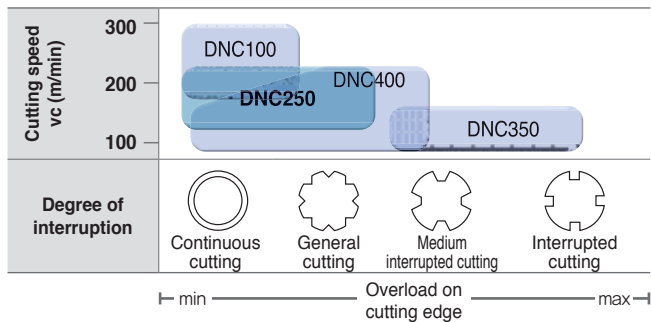 Cutting speed
vc (m/min)
300
200
100
DNC100
DNC400
DNC250
DNC350
Degree of
interruption
Continuous
cutting
General
cutting
Medium
interrupted cutting
Interrupted
cutting
min
Overload on
cutting edge
max